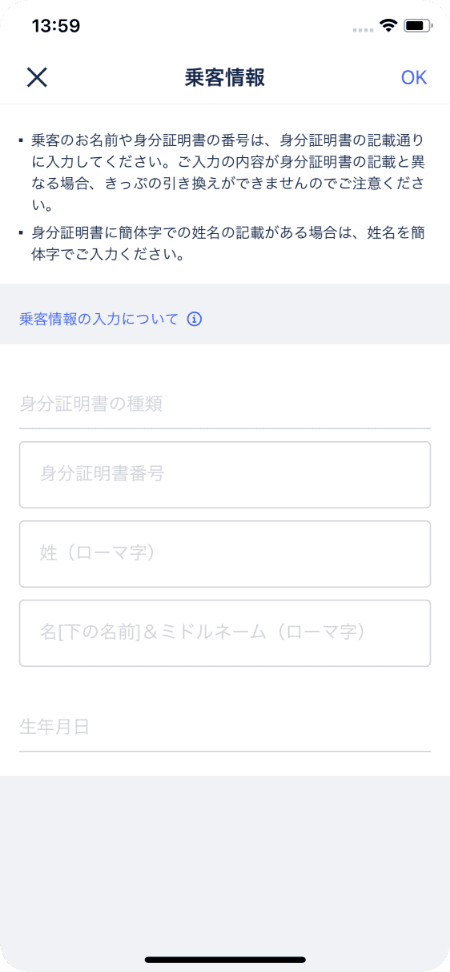 13:59
乗客情報
OK
▪ 乗客のお名前や身分証明書の番号は、身分証明書の記載通り
に入力してください。ご入力の内容が身分証明書の記載と異
なる場合、きっぷの引き換えができませんのでご注意くださ
い。
▪ 身分証明書に簡体字での姓名の記載がある場合は、姓名を簡
体字でご入力ください。
乗客情報の入力について
身分証明書の種類
身分証明書番号
姓（ローマ字）
名[下の名前]＆ミドルネーム（ローマ字）
生年月日